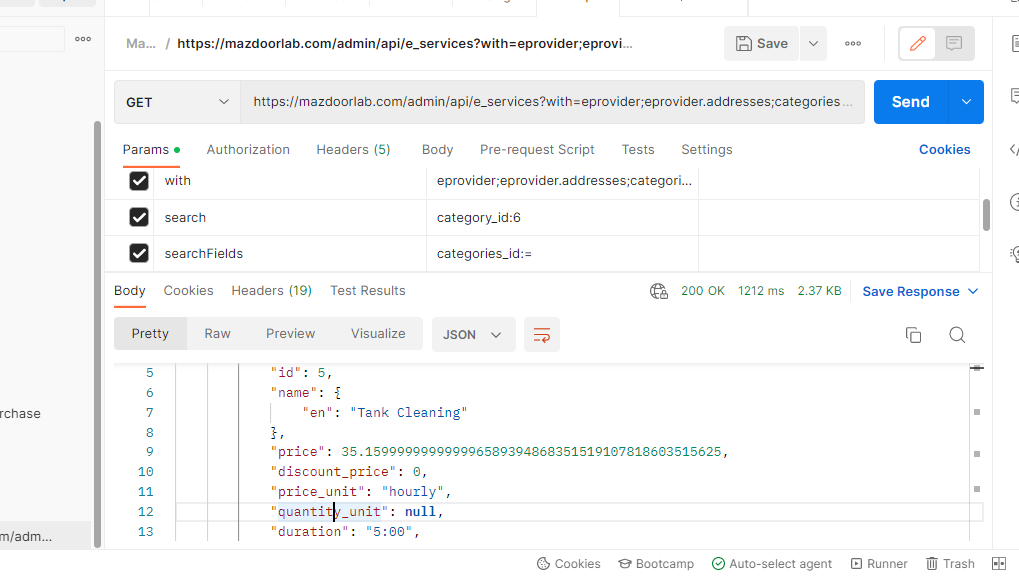 Ma... / https://mazdoorlab.com/admin/api/e_services?with=eprovider;eprovi...
Save
GET https://mazdoorlab.com/admin/api/e_services?with=eprovider;eprovider.addresses;categories... Send
Params Authorization Headers (5) Body Pre-request Script Tests Settings Cookies
with eprovider;eprovider.addresses;categori...
search category_id:6
searchFields categories_id:=
Body Cookies Headers (19) Test Results 200 OK 1212 ms 2.37 KB Save Response
Pretty Raw Preview Visualize JSON
5 "id": 5,
6 "name": {
7 "en": "Tank Cleaning"
8 },
rchase
9 "price": 35.15999999999999658939486835151910781860351562​5,
10 "discount_price": 0,
11 "price_unit": "hourly",
12 "quantity_unit": null,
13 "duration": "5:00",
m/adm...
Cookies Bootcamp Auto-select agent Runner Trash